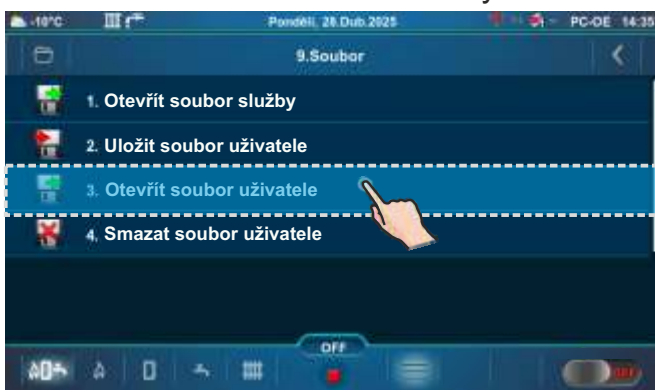 -10°C Pondělí, 28.Dub.2025 PC-OE 14:35
9.Soubor
1. Otevřít soubor služby
2. Uložit soubor uživatele
3. Otevřít soubor uživatele
4. Smazat soubor uživatele
OFF
OFF